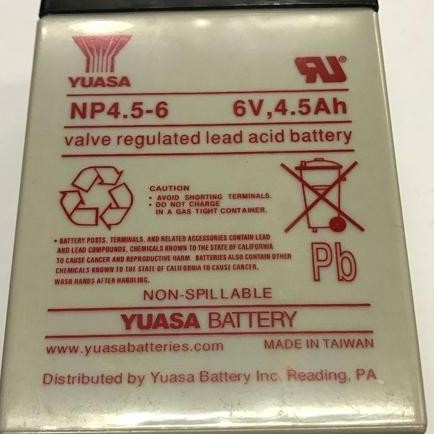 YUASA
NP4.5-6 6V,4.5Ah
valve regulated lead acid battery
CAUTION
• AVOID SHORTING TERMINALS.
• DO NOT CHARGE
IN A GAS TIGHT CONTAINER.
• BATTERY POSTS, TERMINALS, AND RELATED ACCESSORIES CONTAIN LEAD
AND LEAD COMPOUNDS, CHEMICALS KNOWN TO THE STATE OF CALIFORNIA
TO CAUSE CANCER AND REPRODUCTIVE HARM. BATTERIES ALSO CONTAIN OTHER
CHEMICALS KNOWN TO THE STATE OF CALIFORNIA TO CAUSE CANCER.
WASH HANDS AFTER HANDLING.
Pb
NON-SPILLABLE
YUASA BATTERY
www.yuasabatteries.com MADE IN TAIWAN
Distributed by Yuasa Battery Inc. Reading, PA